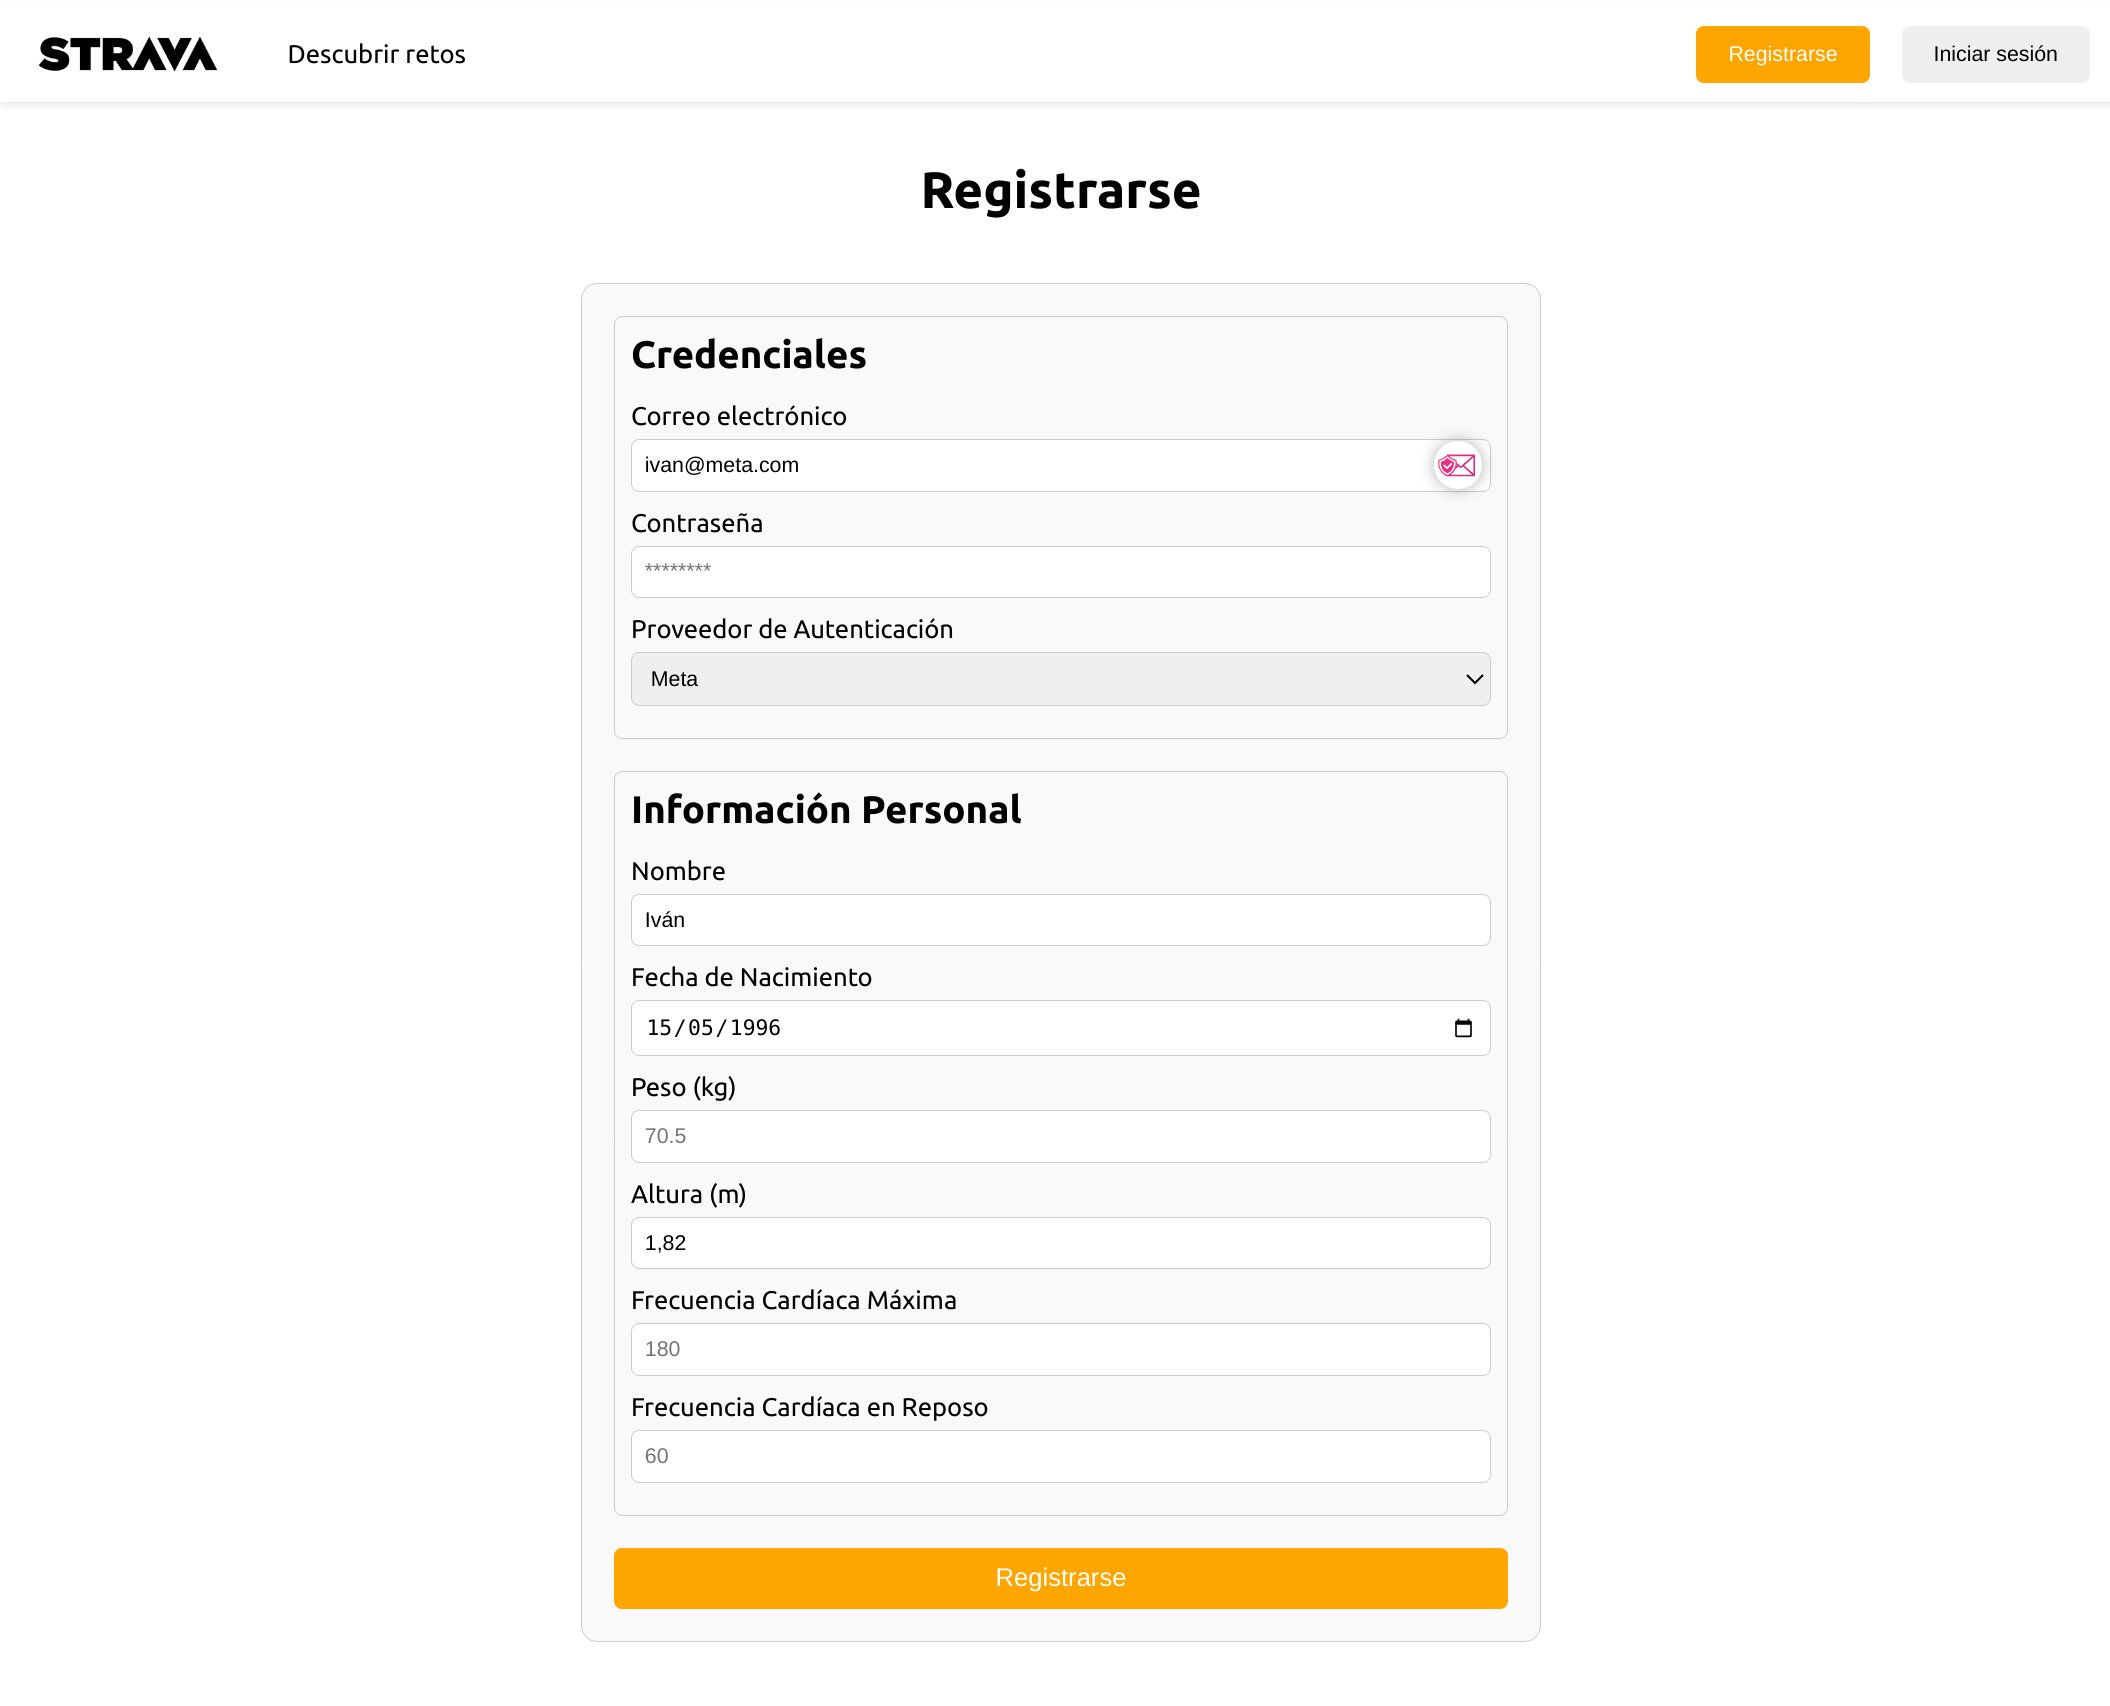 STRAVA
Descubrir retos
Registrarse
Iniciar sesión
Registrarse
Credenciales
Correo electrónico
ivan@meta.com
Contraseña
********
Proveedor de Autenticación
Meta
Información Personal
Nombre
Iván
Fecha de Nacimiento
15/05/1996
Peso (kg)
70.5
Altura (m)
1,82
Frecuencia Cardíaca Máxima
180
Frecuencia Cardíaca en Reposo
60
Registrarse